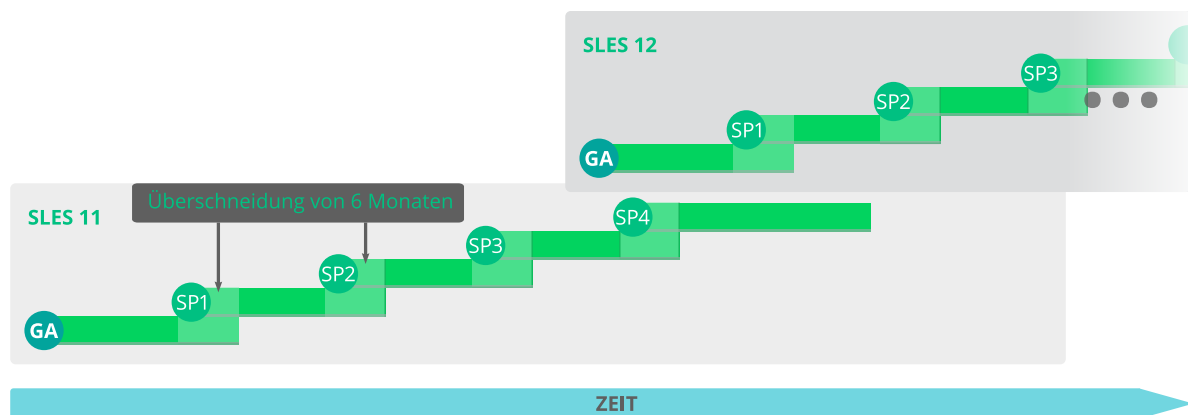 SLES 12
SP3
SP2
SP1
GA
Überschneidung von 6 Monaten
SLES 11
SP4
SP3
SP2
SP1
GA
ZEIT